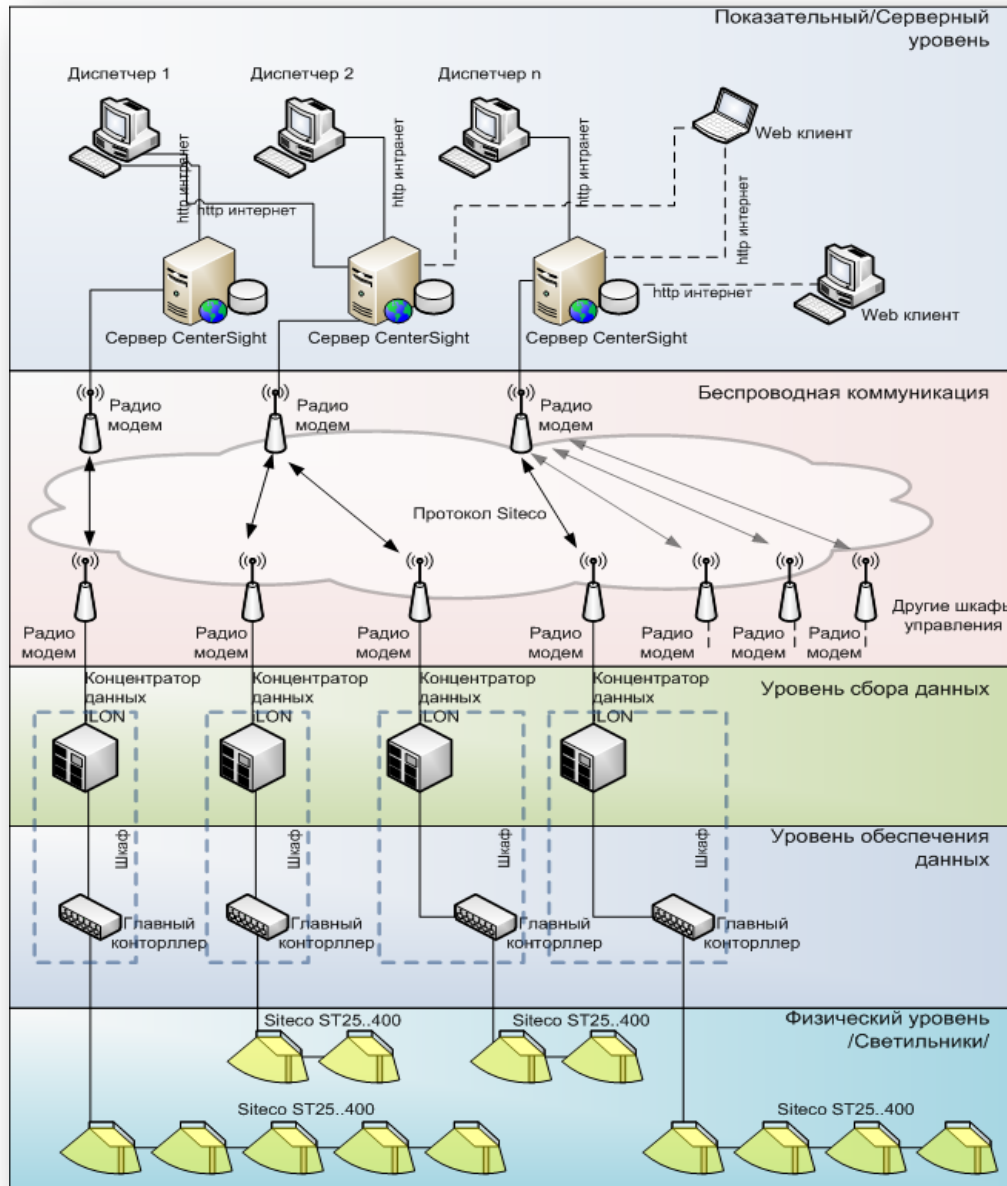 Показательный/Серверный
уровень
Диспетчер 1
Диспетчер 2
Диспетчер n
Web клиент
http интранет
http интернет
http интранет
http интранет
http интернет
http интернет
Web клиент
Сервер CenterSight
Сервер CenterSight
Сервер CenterSight
Беспроводная коммуникация
Радио
модем
Радио
модем
Радио
модем
Протокол Siteco
Другие шкафы
управления
Радио
модем
Радио
модем
Радио
модем
Радио
модем
Радио
модем
Радио
модем
Радио
модем
Уровень сбора данных
Концентратор
данных
iLON
Концентратор
данных
iLON
Концентратор
данных
iLON
Концентратор
данных
iLON
Шкаф
Шкаф
Шкаф
Шкаф
Уровень обеспечения
данных
Главный
конторллер
Главный
конторллер
Главный
конторллер
Главный
конторллер
Физический уровень
/Светильники/
Siteco ST25..400
Siteco ST25..400
Siteco ST25..400
Siteco ST25..400